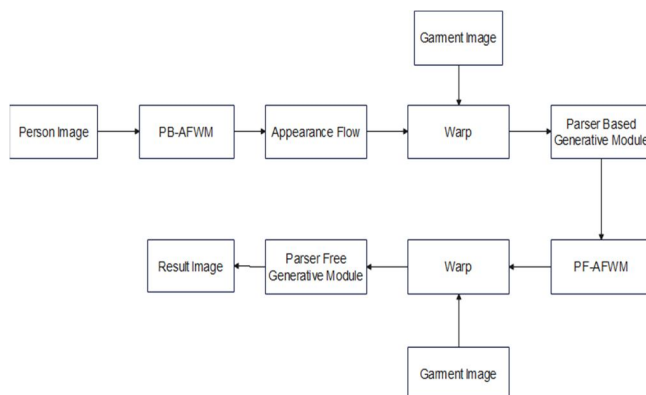 Garment Image
Person Image
PB-AFWM
Appearance Flow
Warp
Parser Based
Generative Module
Result Image
Parser Free
Generative Module
Warp
PF-AFWM
Garment Image